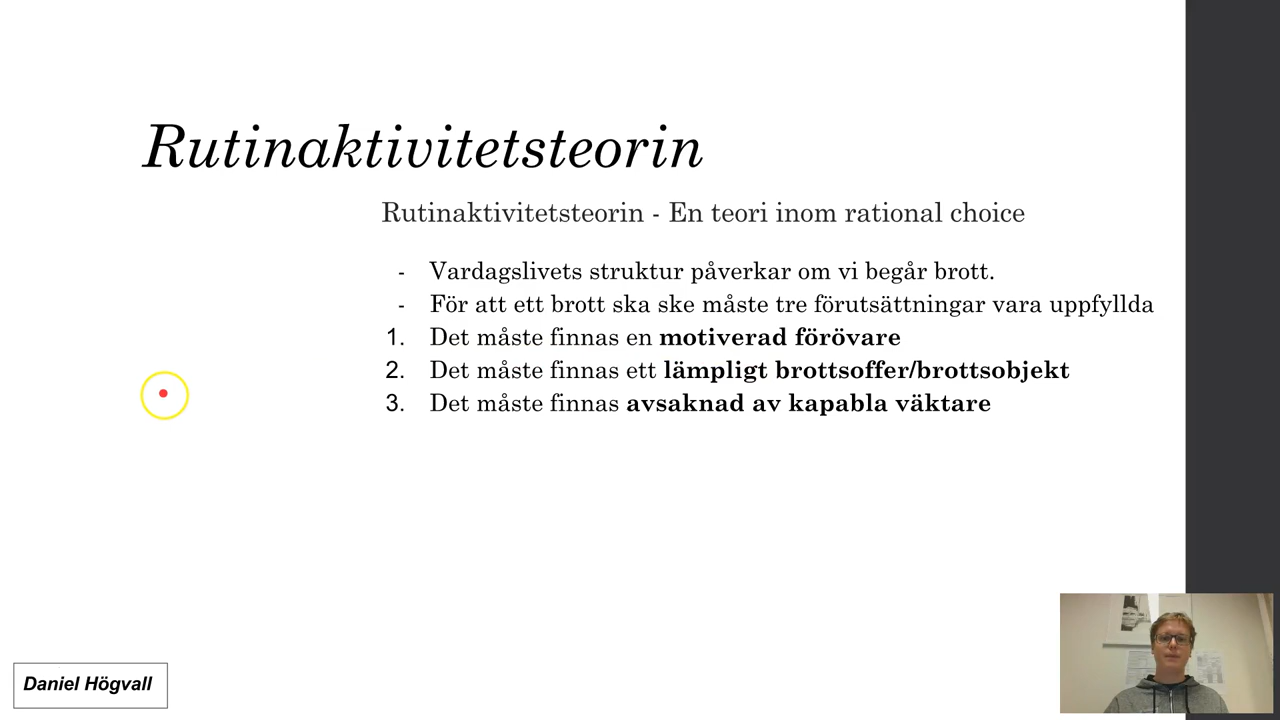 Rutinaktivitetsteorin
Rutinaktivitetsteorin - En teori inom rational choice
- Vardagslivets struktur påverkar om vi begår brott.
- För att ett brott ska ske måste tre förutsättningar vara uppfyllda
1. Det måste finnas en motiverad förövare
2. Det måste finnas ett lämpligt brottsoffer/brottsobjekt
3. Det måste finnas avsaknad av kapabla väktare
Daniel Högvall